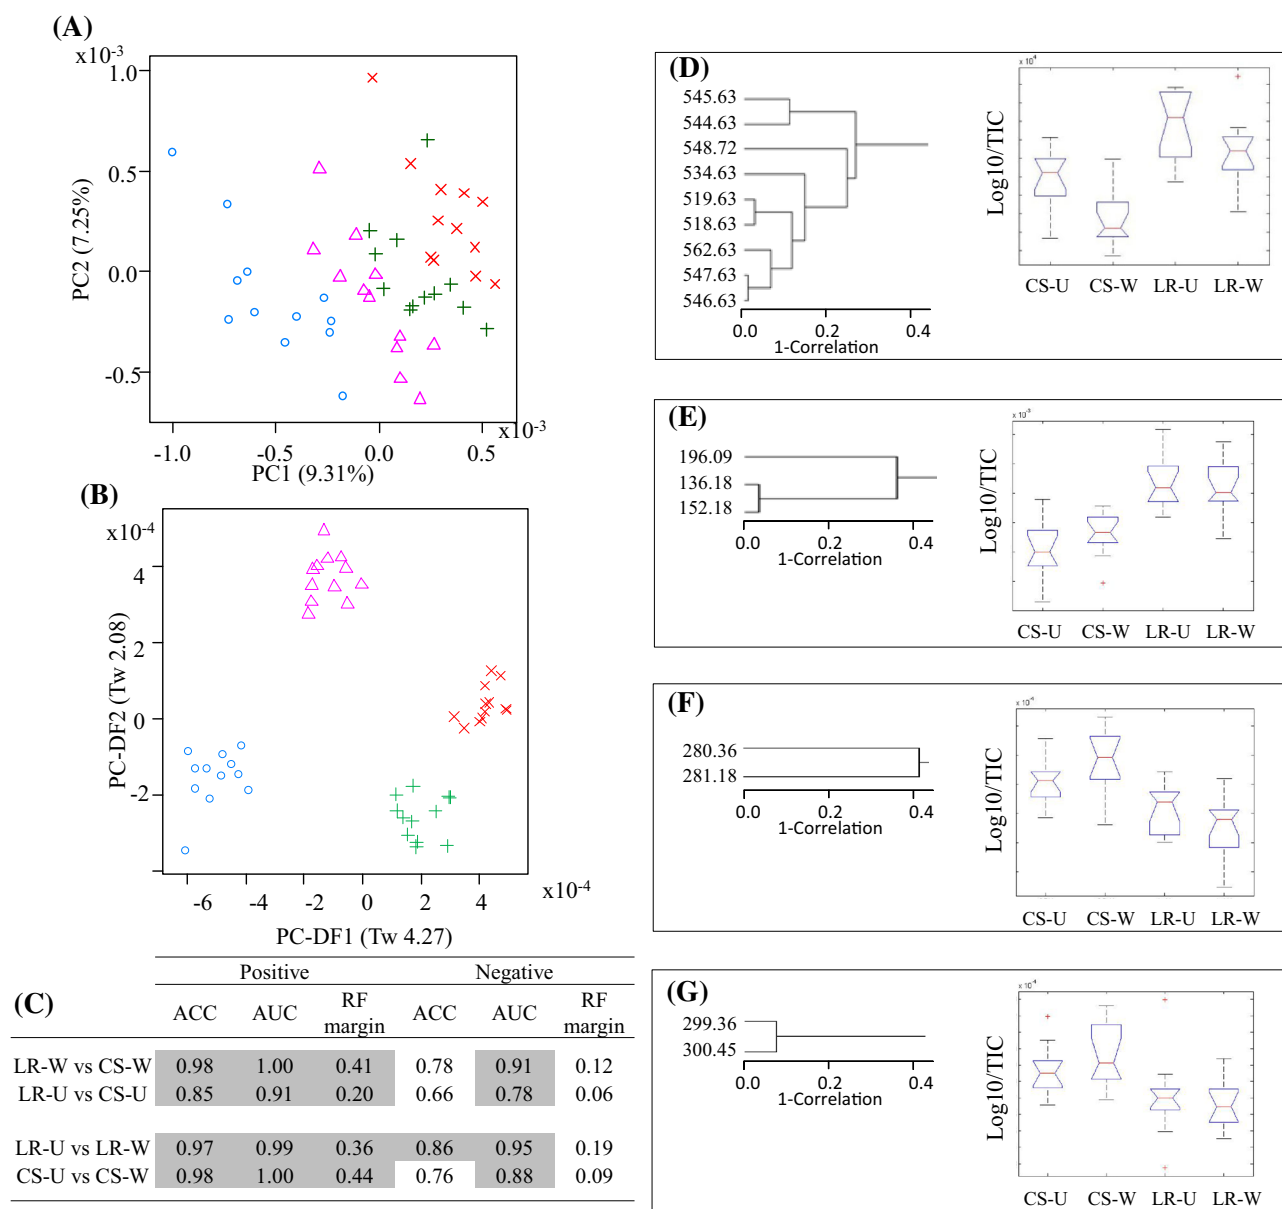 (A)
x10-3
1.0
0.5
0.0
-0.5
PC2 (7.25%)
x10-3
-1.0 -0.5 0.0 0.5
PC1 (9.31%)
(B)
x10-4
4
2
0
-2
PC-DF2 (Tw 2.08)
-6 -4 -2 0 2 4
x10-4
PC-DF1 (Tw 4.27)
(C)
Positive Negative
ACC AUC RF margin ACC AUC RF margin
LR-W vs CS-W 0.98 1.00 0.41 0.78 0.91 0.12
LR-U vs CS-U 0.85 0.91 0.20 0.66 0.78 0.06
LR-U vs LR-W 0.97 0.99 0.36 0.86 0.95 0.19
CS-U vs CS-W 0.98 1.00 0.44 0.76 0.88 0.09
(D)
545.63
544.63
548.72
534.63
519.63
518.63
562.63
547.63
546.63
0.0 0.2 0.4
1-Correlation
Log10/TIC
CS-U CS-W LR-U LR-W
(E)
196.09
136.18
152.18
0.0 0.2 0.4
1-Correlation
x 10-3
Log10/TIC
CS-U CS-W LR-U LR-W
(F)
280.36
281.18
0.0 0.2 0.4
1-Correlation
x 10-4
Log10/TIC
CS-U CS-W LR-U LR-W
(G)
299.36
300.45
0.0 0.2 0.4
1-Correlation
x 10-4
Log10/TIC
CS-U CS-W LR-U LR-W